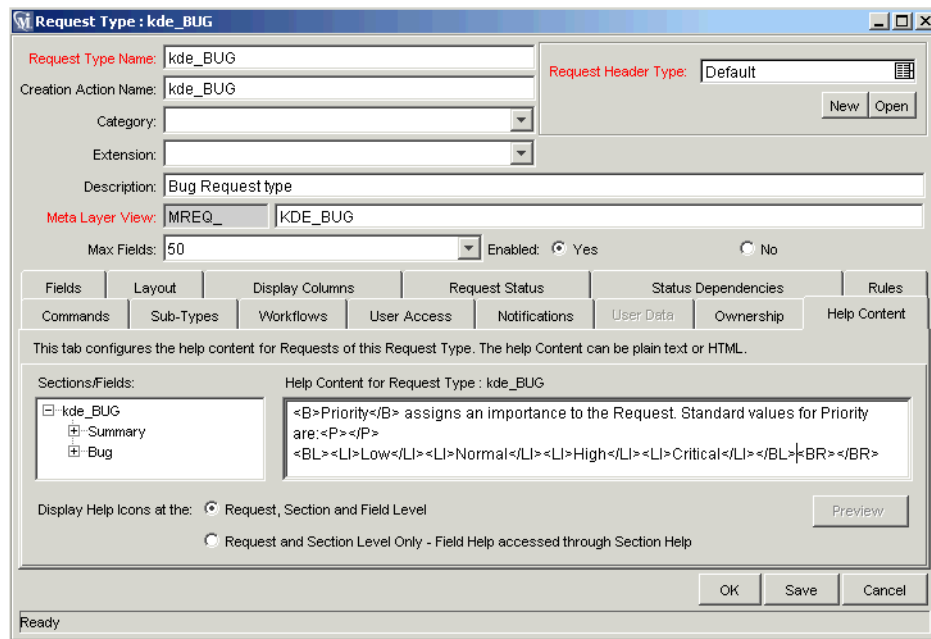 Request Type : kde_BUG
Request Type Name: kde_BUG
Request Header Type: Default
Creation Action Name: kde_BUG
New Open
Category:
Extension:
Description: Bug Request type
Meta Layer View: MREQ_ KDE_BUG
Max Fields: 50 Enabled: Yes No
Fields Layout Display Columns Request Status Status Dependencies Rules
Commands Sub-Types Workflows User Access Notifications User Data Ownership Help Content
This tab configures the help content for Requests of this Request Type. The help Content can be plain text or HTML.
Sections/Fields: Help Content for Request Type : kde_BUG
kde_BUG
Summary
Bug
<B>Priority</B> assigns an importance to the Request. Standard values for Priority
are:<P></P>
<BL><LI>Low</LI><LI>Normal</LI><LI>High</LI><LI>Critical</LI></BL><BR></BR>
Display Help Icons at the: Request, Section and Field Level
Preview
Request and Section Level Only - Field Help accessed through Section Help
OK Save Cancel
Ready